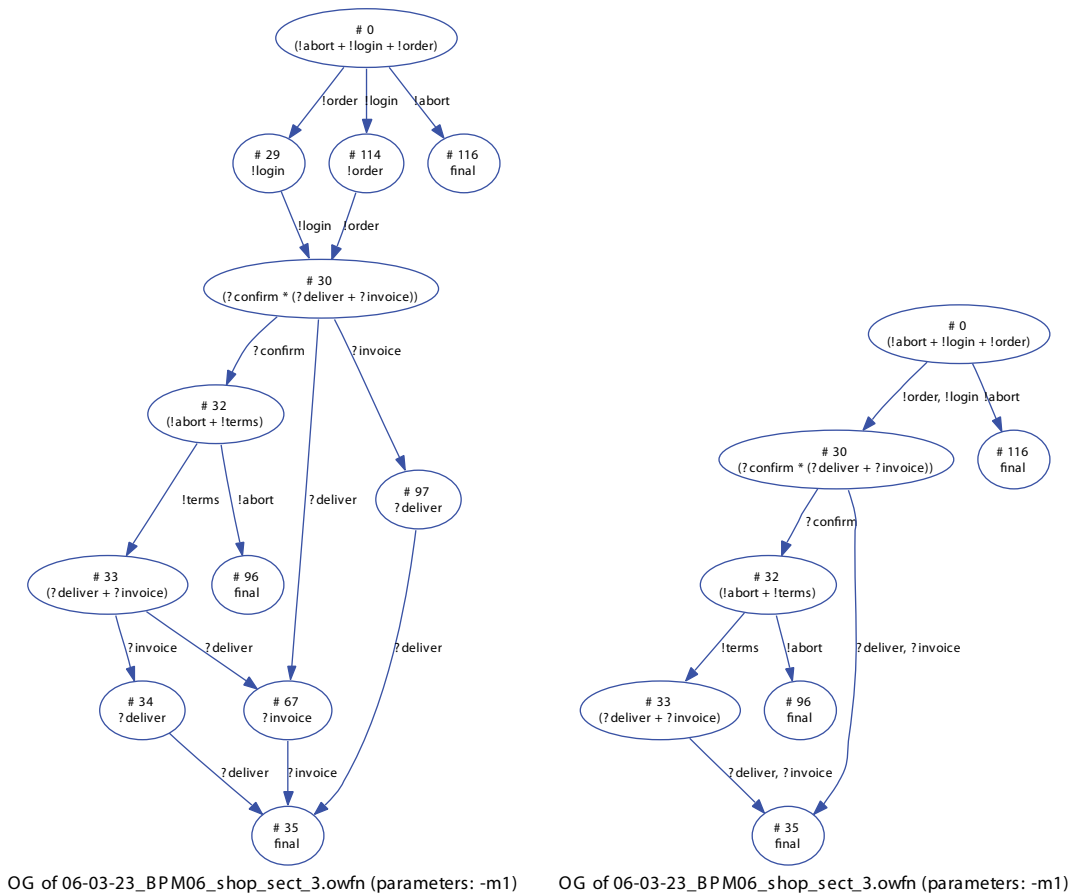 # 0
(!abort + !login + !order)
!order
!login
!abort
# 29
!login
# 114
!order
# 116
final
!login
!order
# 30
(?confirm * (?deliver + ?invoice))
?confirm
?invoice
# 32
(!abort + !terms)
!terms
!abort
?deliver
# 97
?deliver
# 33
(?deliver + ?invoice)
# 96
final
?invoice
?deliver
?deliver
# 34
?deliver
# 67
?invoice
?deliver
?invoice
# 35
final
OG of 06-03-23_BPM06_shop_sect_3.owfn (parameters: -m1)
# 0
(!abort + !login + !order)
!order, !login
!abort
# 30
(?confirm * (?deliver + ?invoice))
# 116
final
?confirm
# 32
(!abort + !terms)
!terms
!abort
?deliver, ?invoice
# 33
(?deliver + ?invoice)
# 96
final
?deliver, ?invoice
# 35
final
OG of 06-03-23_BPM06_shop_sect_3.owfn (parameters: -m1)